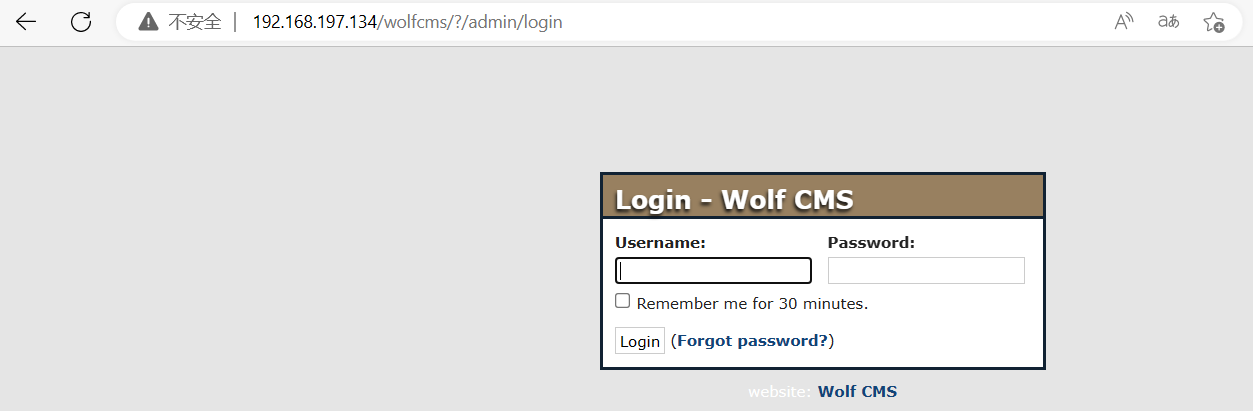 不安全 192.168.197.134/wolfcms/?/admin/login
Login - Wolf CMS
Username: Password:
Remember me for 30 minutes.
Login (Forgot password?)
website: Wolf CMS